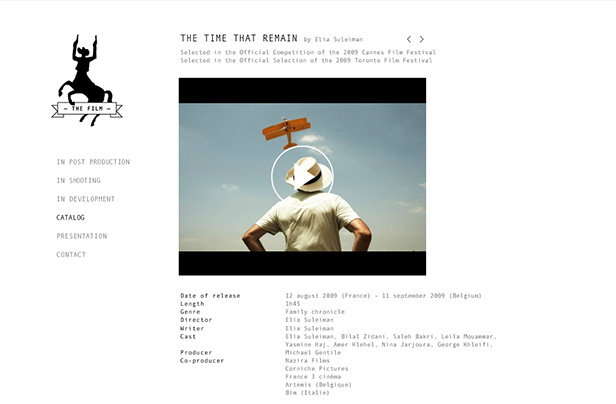 THE TIME THAT REMAIN by Elia Suleiman
Selected in the Official Competition of the 2009 Cannes Film Festival
Selected in the Official Selection of the 2009 Toronto Film Festival
— THE FILM —
IN POST PRODUCTION
IN SHOOTING
IN DEVELOPMENT
CATALOG
PRESENTATION
CONTACT
Date of release 12 august 2009 (France) - 11 september 2009 (Belgium)
Length 1h45
Genre Family chronicle
Director Elia Suleiman
Writer Elia Suleiman
Cast Elia Suleiman, Bilal Zidani, Saleh Bakri, Leila Mouammar,
Yasmine Haj, Amer Hlehel, Nina Jarjoura, George Khleifi.
Producer Michael Gentile
Co-producer Nazira Films
Corniche Pictures
France 3 cinéma
Artemis (Belgique)
Bim (Italie)